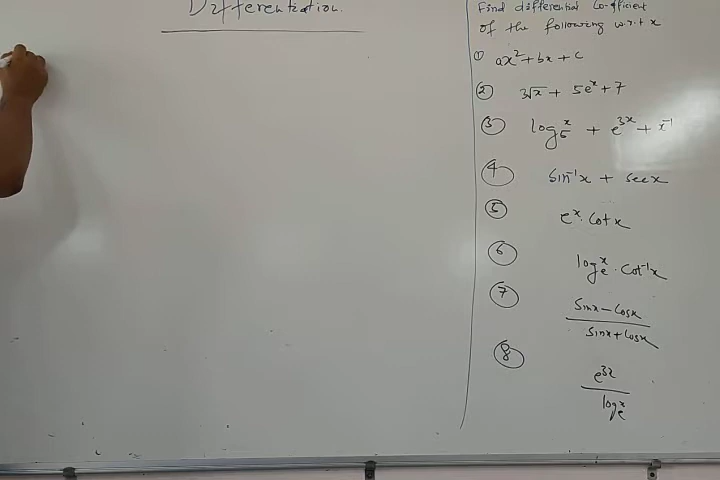 Differentiation.
Find differential Co-efficient
of the following w.r.t x
① ax²+bx+c
② 3√x + 5eˣ+7
③ log₅ˣ + e³ˣ + x⁻¹
④ Sin⁻¹x + secx
⑤ eˣ. Cotx
⑥ logₑˣ . Cot⁻¹x
⑦ Sinx - Cosx
Sinx + Cosx
⑧ e³ˣ
logₑˣ